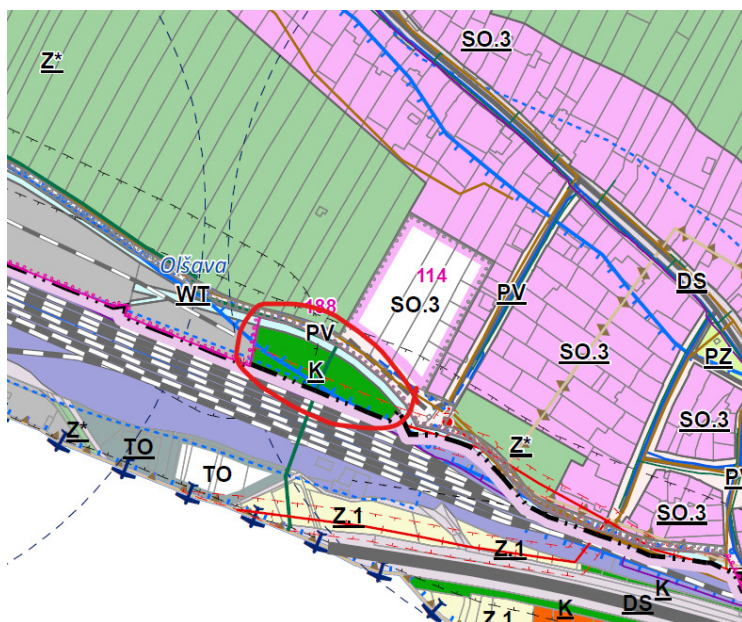 SO.3
Z*
Olšava
WT
188
PV
114
SO.3
PV
DS
SO.3
PZ
K
SO.3
Z*
Z*
TO
TO
SO.3
Z.1
Z.1
K
K
DS
Z.1